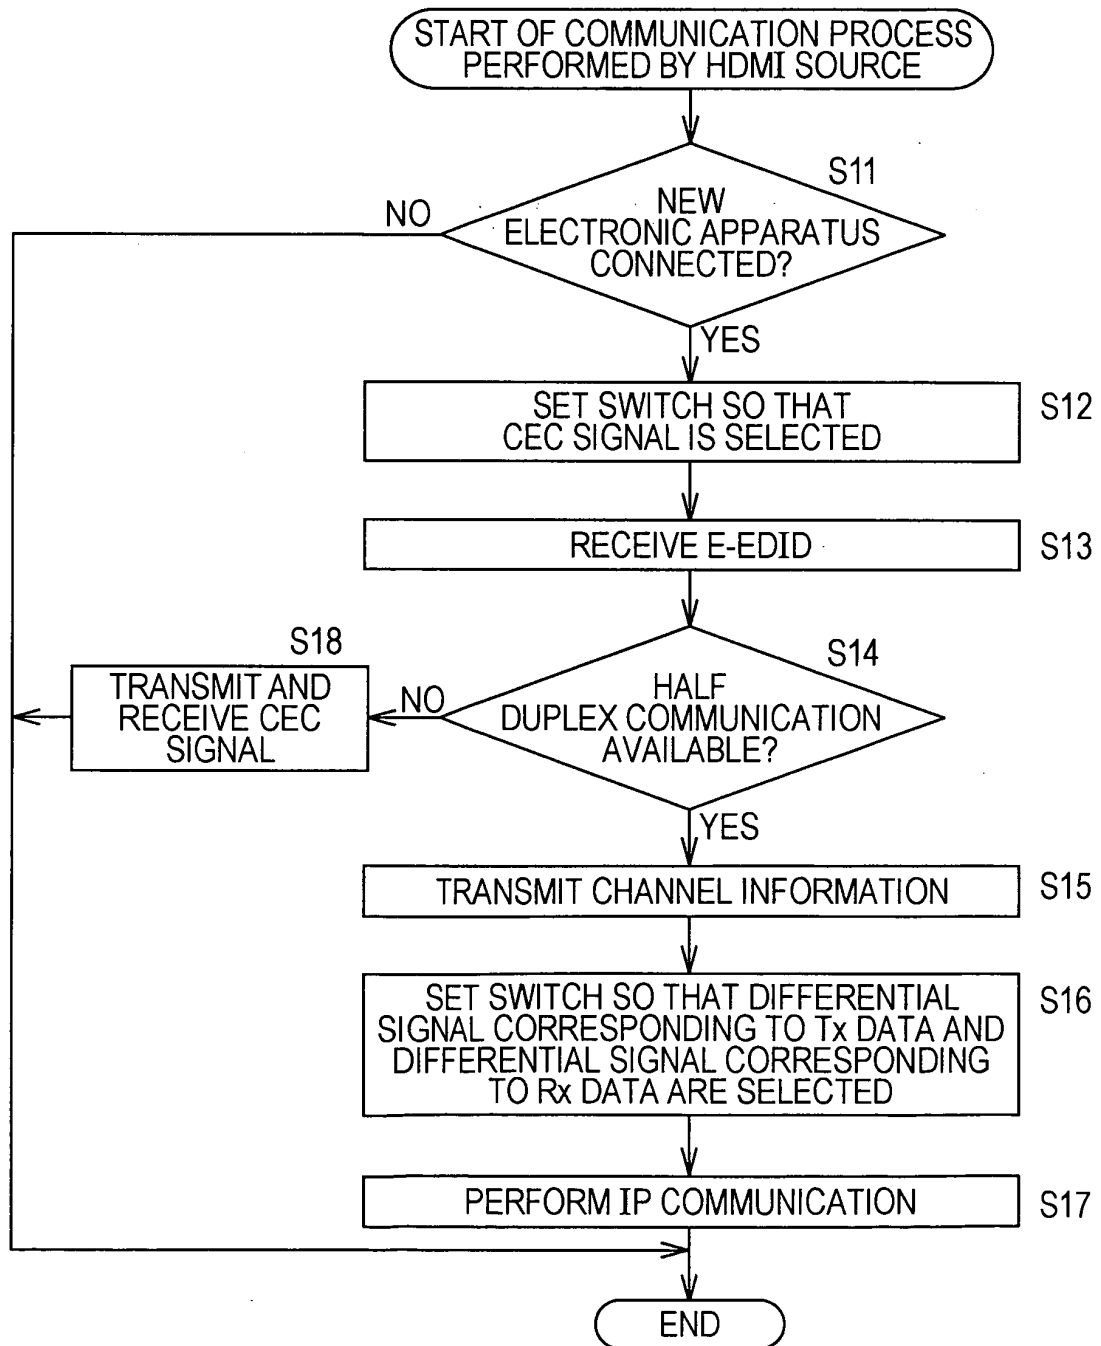 START OF COMMUNICATION PROCESS
PERFORMED BY HDMI SOURCE
S11
NEW
ELECTRONIC APPARATUS
CONNECTED?
NO
YES
SET SWITCH SO THAT
CEC SIGNAL IS SELECTED
S12
RECEIVE E-EDID
S13
S14
HALF
DUPLEX COMMUNICATION
AVAILABLE?
NO
S18
TRANSMIT AND
RECEIVE CEC
SIGNAL
YES
TRANSMIT CHANNEL INFORMATION
S15
SET SWITCH SO THAT DIFFERENTIAL
SIGNAL CORRESPONDING TO Tx DATA AND
DIFFERENTIAL SIGNAL CORRESPONDING
TO Rx DATA ARE SELECTED
S16
PERFORM IP COMMUNICATION
S17
END